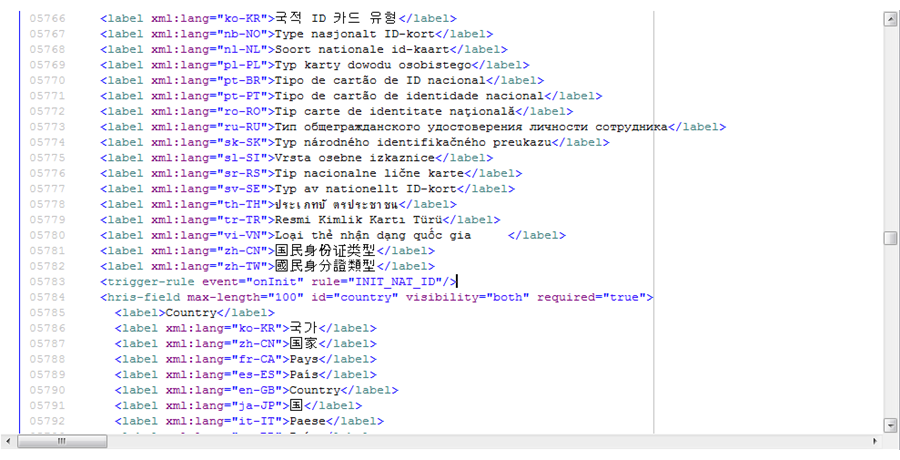 05766 <label xml:lang="ko-KR">국적 ID 카드 유형</label>
05767 <label xml:lang="nb-NO">Type nasjonalt ID-kort</label>
05768 <label xml:lang="nl-NL">Soort nationale id-kaart</label>
05769 <label xml:lang="pl-PL">Typ karty dowodu osobistego</label>
05770 <label xml:lang="pt-BR">Tipo de cartão de ID nacional</label>
05771 <label xml:lang="pt-PT">Tipo de cartão de identidade nacional</label>
05772 <label xml:lang="ro-RO">Tip carte de identitate naţională</label>
05773 <label xml:lang="ru-RU">Тип общегражданского удостоверения личности сотрудника</label>
05774 <label xml:lang="sk-SK">Typ národného identifikačného preukazu</label>
05775 <label xml:lang="sl-SI">Vrsta osebne izkaznice</label>
05776 <label xml:lang="sr-RS">Tip nacionalne lične karte</label>
05777 <label xml:lang="sv-SE">Typ av nationellt ID-kort</label>
05778 <label xml:lang="th-TH">ประเภทบัตรประชาชน</label>
05779 <label xml:lang="tr-TR">Resmi Kimlik Kartı Türü</label>
05780 <label xml:lang="vi-VN">Loại thẻ nhận dạng quốc gia </label>
05781 <label xml:lang="zh-CN">国民身份证类型</label>
05782 <label xml:lang="zh-TW">國民身分證類型</label>
05783 <trigger-rule event="onInit" rule="INIT_NAT_ID"/>
05784 <hris-field max-length="100" id="country" visibility="both" required="true">
05785 <label>Country</label>
05786 <label xml:lang="ko-KR">국가</label>
05787 <label xml:lang="zh-CN">国家</label>
05788 <label xml:lang="fr-CA">Pays</label>
05789 <label xml:lang="es-ES">País</label>
05790 <label xml:lang="en-GB">Country</label>
05791 <label xml:lang="ja-JP">国</label>
05792 <label xml:lang="it-IT">Paese</label>